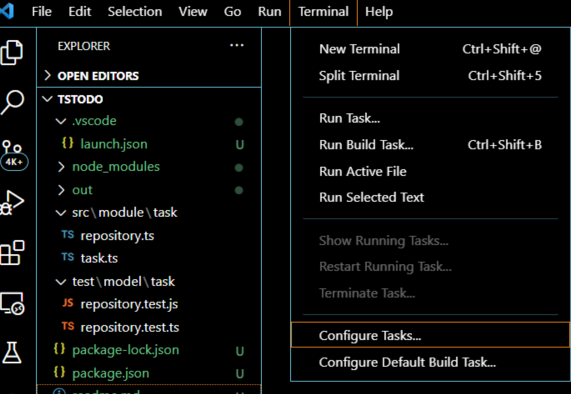 File Edit Selection View Go Run Terminal Help
EXPLORER ...
OPEN EDITORS
TSTODO
.vscode
{} launch.json U
node_modules
out
src\module\task
TS repository.ts
TS task.ts
test\model\task
JS repository.test.js
TS repository.test.ts
{} package-lock.json U
{} package.json U
4K+
New Terminal Ctrl+Shift+@
Split Terminal Ctrl+Shift+5
Run Task...
Run Build Task... Ctrl+Shift+B
Run Active File
Run Selected Text
Show Running Tasks...
Restart Running Task...
Terminate Task...
Configure Tasks...
Configure Default Build Task...